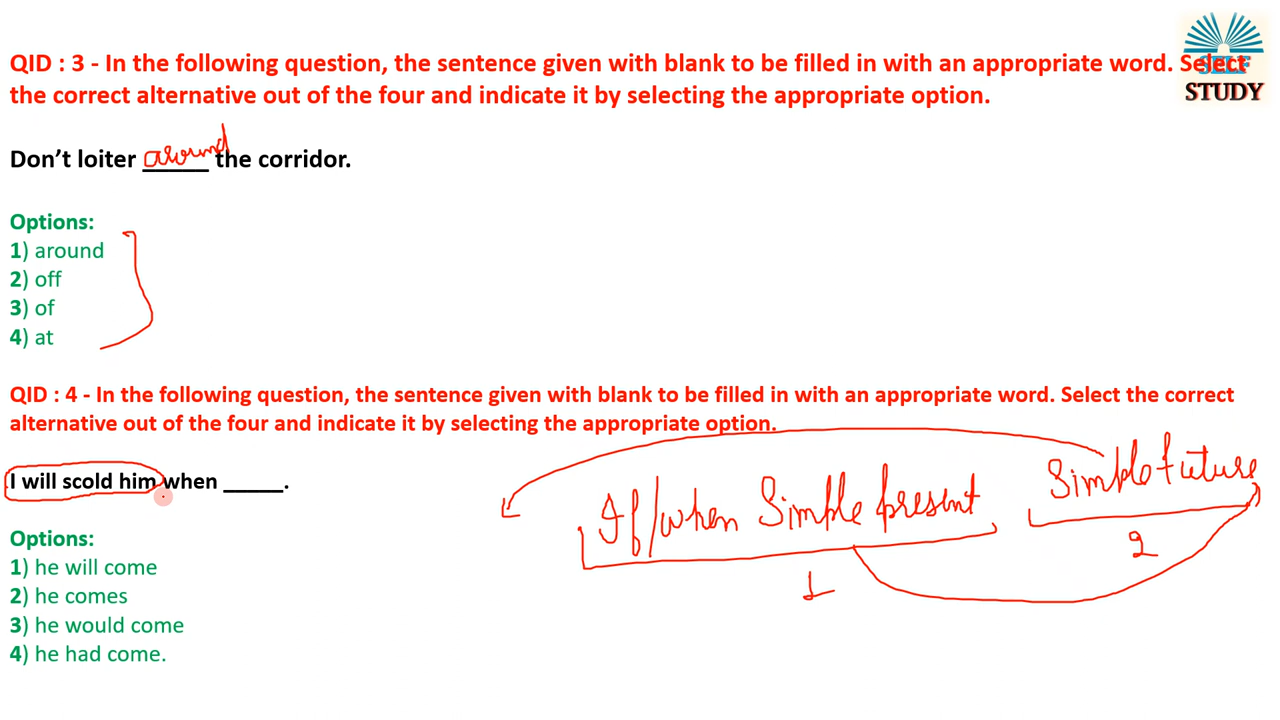 SELF
STUDY
QID : 3 - In the following question, the sentence given with blank to be filled in with an appropriate word. Select
the correct alternative out of the four and indicate it by selecting the appropriate option.
Don’t loiter around the corridor.
Options:
1) around
2) off
3) of
4) at
QID : 4 - In the following question, the sentence given with blank to be filled in with an appropriate word. Select the correct
alternative out of the four and indicate it by selecting the appropriate option.
I will scold him when _____.
If/when Simple present Simple future
1 2
Options:
1) he will come
2) he comes
3) he would come
4) he had come.